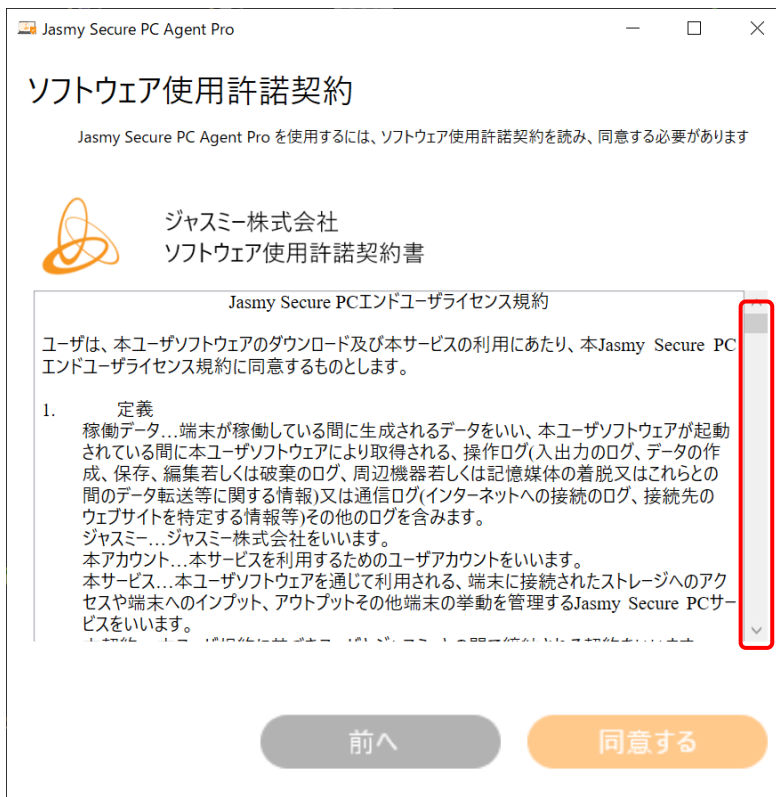 Jasmy Secure PC Agent Pro
ソフトウェア使用許諾契約
Jasmy Secure PC Agent Pro を使用するには、ソフトウェア使用許諾契約を読み、同意する必要があります
ジャスミー株式会社
ソフトウェア使用許諾契約書
Jasmy Secure PCエンドユーザライセンス規約
ユーザは、本ユーザソフトウェアのダウンロード及び本サービスの利用にあたり、本Jasmy Secure PC
エンドユーザライセンス規約に同意するものとします。
1. 定義
稼働データ…端末が稼働している間に生成されるデータをいい、本ユーザソフトウェアが起動
されている間に本ユーザソフトウェアにより取得される、操作ログ(入出力のログ、データの作
成、保存、編集若しくは破棄のログ、周辺機器若しくは記憶媒体の着脱又はこれらとの
間のデータ転送等に関する情報)又は通信ログ(インターネットへの接続のログ、接続先の
ウェブサイトを特定する情報等)その他のログを含みます。
ジャスミー…ジャスミー株式会社をいいます。
本アカウント…本サービスを利用するためのユーザアカウントをいいます。
本サービス…本ユーザソフトウェアを通じて利用される、端末に接続されたストレージへのアク
セスや端末へのインプット、アウトプットその他端末の挙動を管理するJasmy Secure PCサー
ビスをいいます。
前へ
同意する